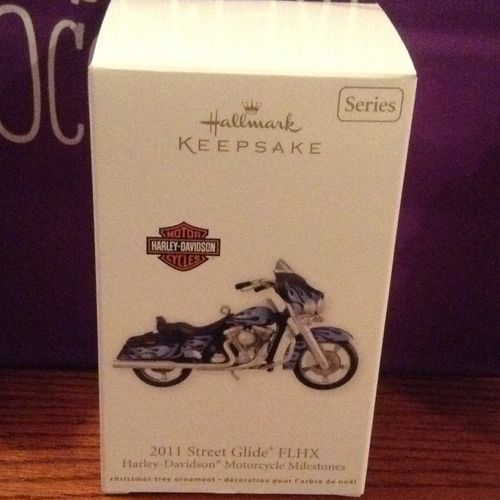 Hallmark
KEEPSAKE
Series
MOTOR
HARLEY-DAVIDSON
CYCLES
2011 Street Glide® FLHX
Harley-Davidson® Motorcycle Milestones
christmas tree ornement • décoration pour l'arbre de noël